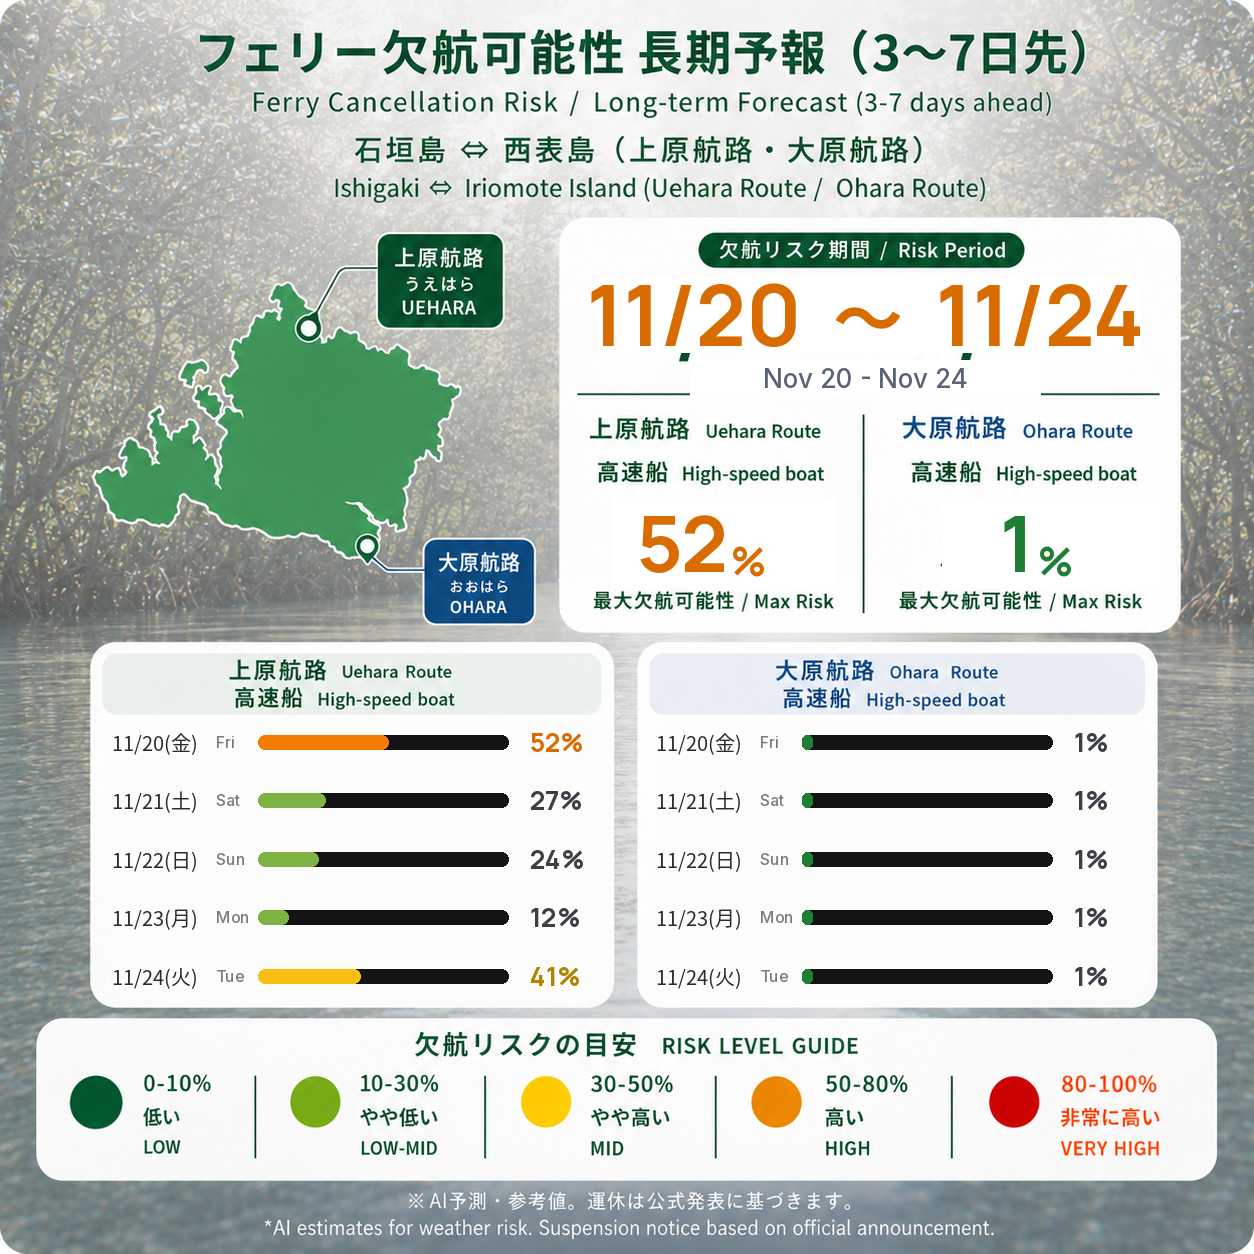 フェリー欠航可能性 長期予報（3〜7日先）
Ferry Cancellation Risk / Long-term Forecast (3-7 days ahead)
石垣島 ⇔ 西表島（上原航路・大原航路）
Ishigaki ⇔ Iriomote Island (Uehara Route / Ohara Route)
上原航路
うえはら
UEHARA
大原航路
おおはら
OHARA
欠航リスク期間 / Risk Period
11/20 〜 11/24
Nov 20 - Nov 24
上原航路 Uehara Route
高速船 High-speed boat
52%
最大欠航可能性 / Max Risk
大原航路 Ohara Route
高速船 High-speed boat
1%
最大欠航可能性 / Max Risk
上原航路 Uehara Route
高速船 High-speed boat
11/20(金) Fri 52%
11/21(土) Sat 27%
11/22(日) Sun 24%
11/23(月) Mon 12%
11/24(火) Tue 41%
大原航路 Ohara Route
高速船 High-speed boat
11/20(金) Fri 1%
11/21(土) Sat 1%
11/22(日) Sun 1%
11/23(月) Mon 1%
11/24(火) Tue 1%
欠航リスクの目安 RISK LEVEL GUIDE
0-10%
低い
LOW
10-30%
やや低い
LOW-MID
30-50%
やや高い
MID
50-80%
高い
HIGH
80-100%
非常に高い
VERY HIGH
※ AI予測・参考値。運休は公式発表に基づきます。
*AI estimates for weather risk. Suspension notice based on official announcement.